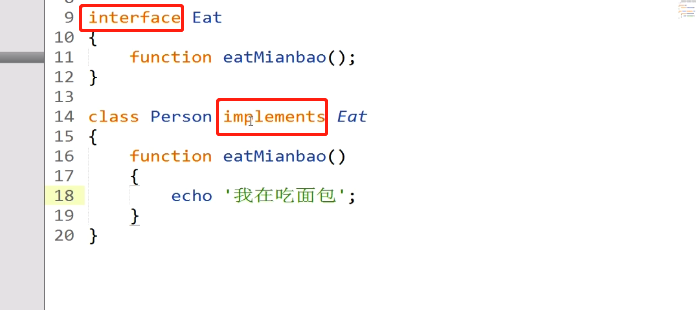 9 interface Eat
10 {
11 function eatMianbao();
12 }
13
14 class Person implements Eat
15 {
16 function eatMianbao()
17 {
18 echo '我在吃面包';
19 }
20 }